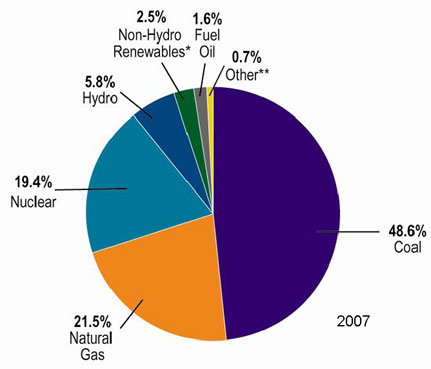 2.5%
Non-Hydro
Renewables*
1.6%
Fuel
Oil
0.7%
Other**
5.8%
Hydro
19.4%
Nuclear
48.6%
Coal
21.5%
Natural
Gas
2007